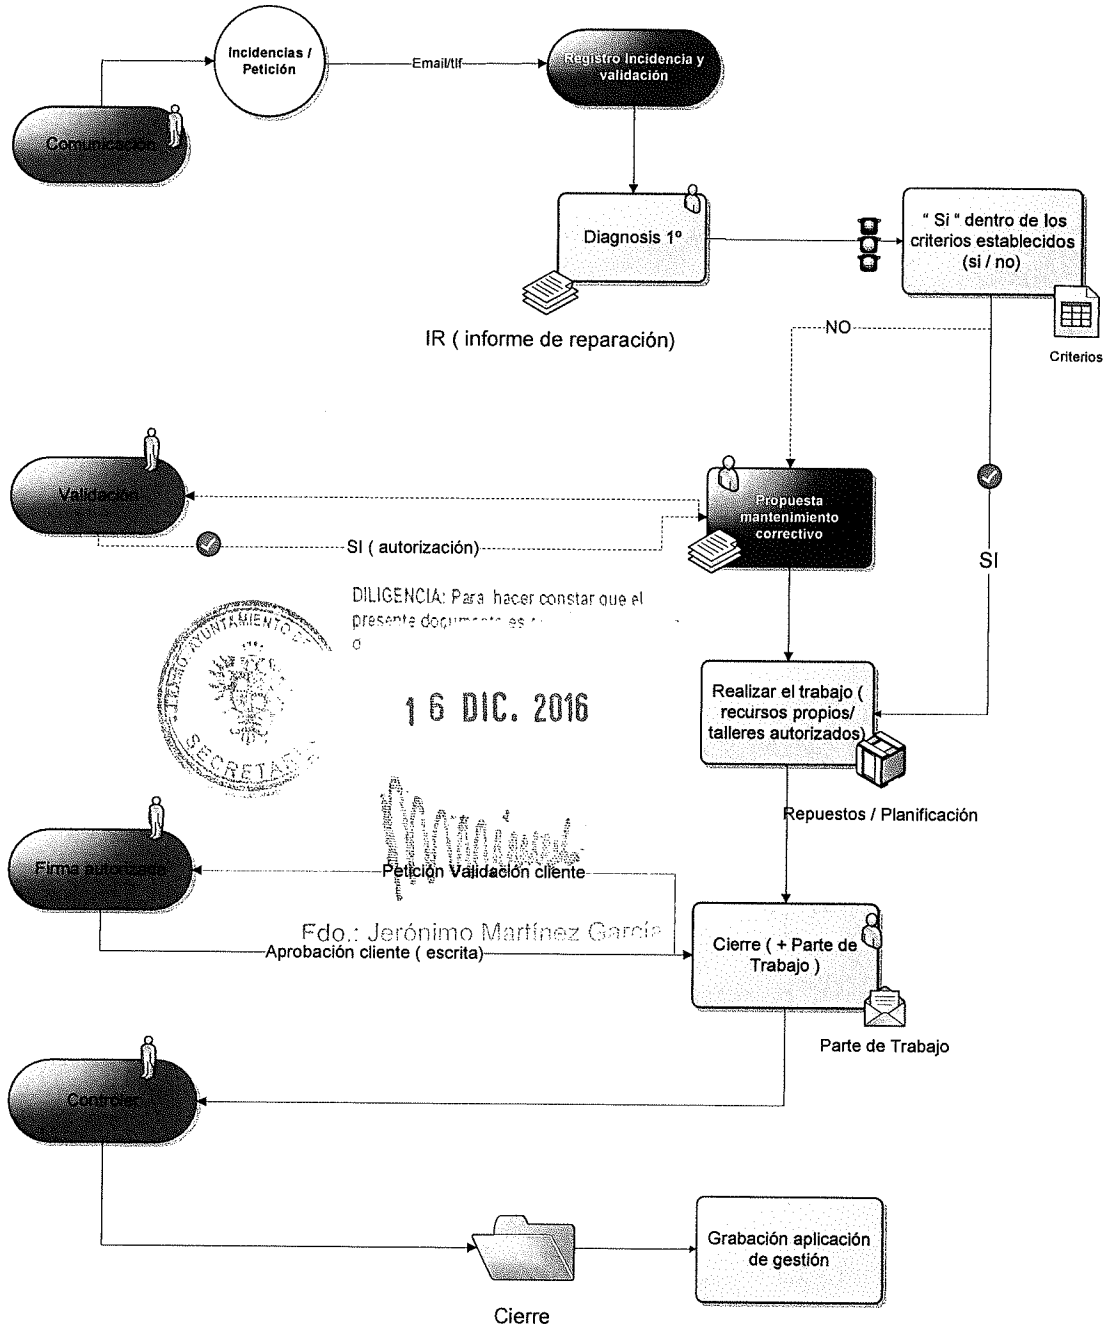 Incidencias /
Petición
Email/tlf
Registro Incidencia y
validación
Comunicación
Diagnosis 1º
" Si " dentro de los
criterios establecidos
(si / no)
IR ( informe de reparación)
Criterios
NO
Validación
Propuesta
mantenimiento
correctivo
SI ( autorización)
SI
DILIGENCIA: Para hacer constar que el
presente documento es
AYUNTAMIENTO DE
SECRETARÍA
16 DIC. 2016
Realizar el trabajo (
recursos propios/
talleres autorizados)
Repuestos / Planificación
Firma autorizada
Petición Validación cliente
Fdo.: Jerónimo Martínez García
Aprobación cliente ( escrita)
Cierre ( + Parte de
Trabajo )
Parte de Trabajo
Controler
Grabación aplicación
de gestión
Cierre